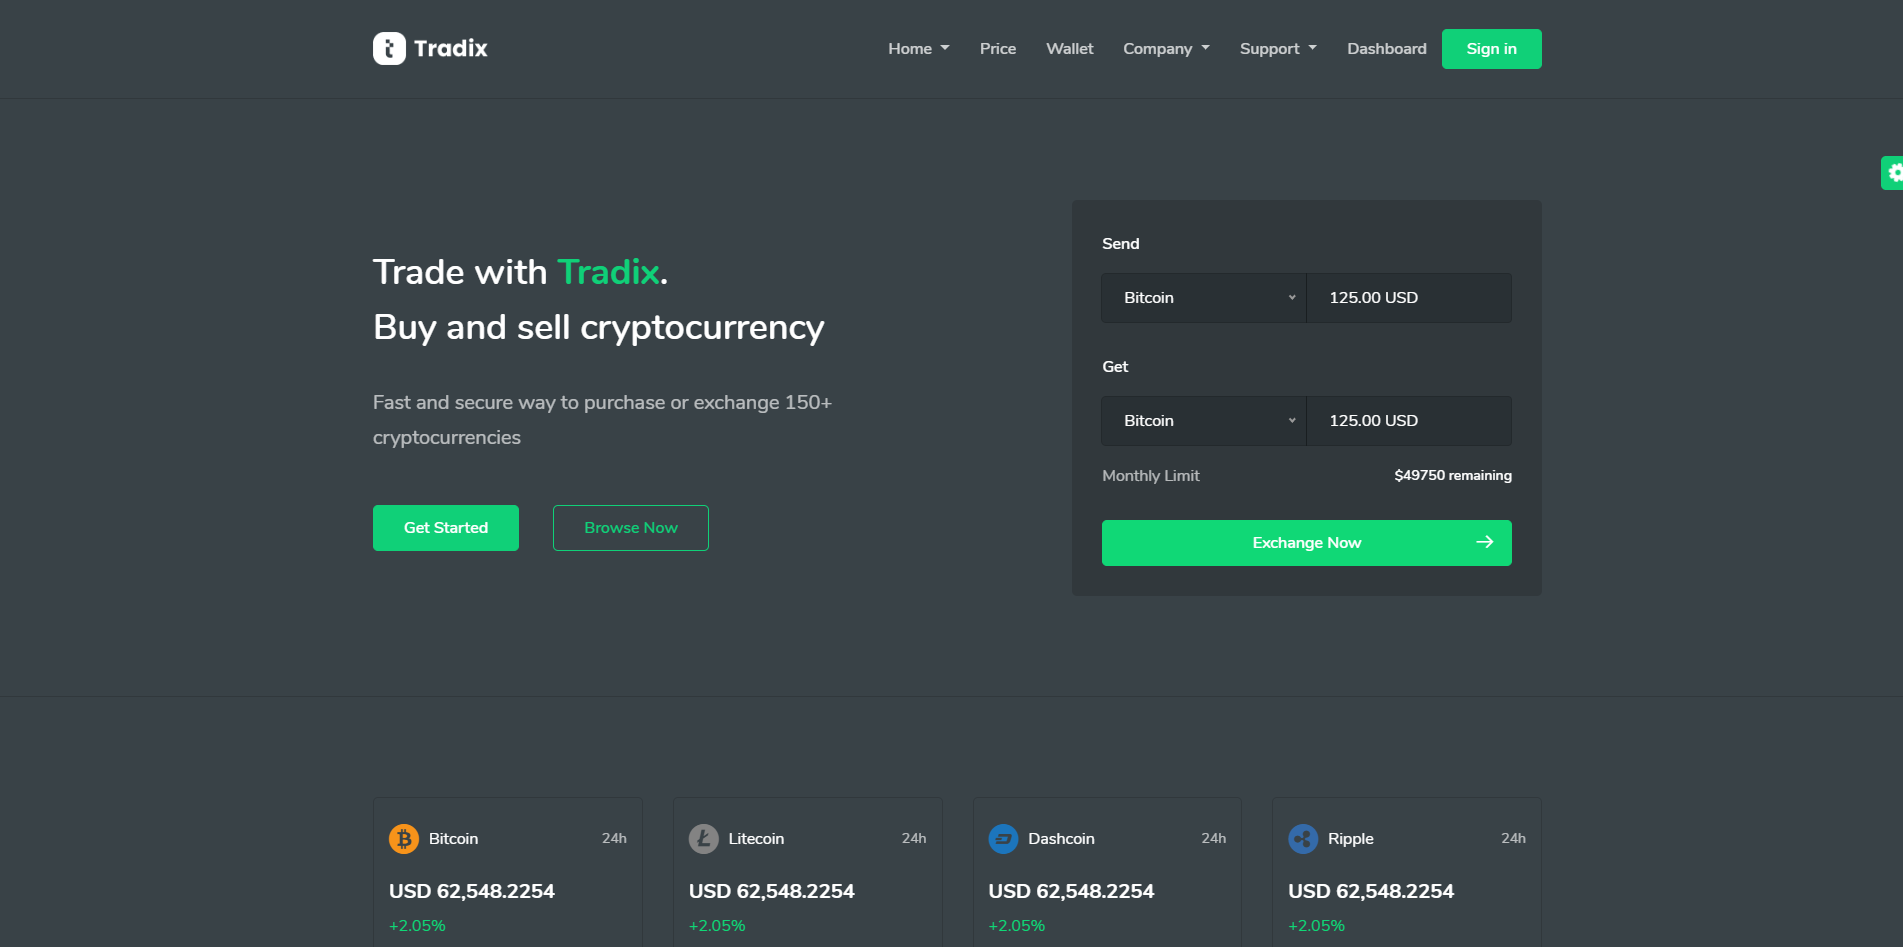 Tradix
Home
Price
Wallet
Company
Support
Dashboard
Sign in
Trade with Tradix.
Buy and sell cryptocurrency
Fast and secure way to purchase or exchange 150+
cryptocurrencies
Get Started
Browse Now
Send
Bitcoin
125.00 USD
Get
Bitcoin
125.00 USD
Monthly Limit
$49750 remaining
Exchange Now
Bitcoin
24h
USD 62,548.2254
+2.05%
Litecoin
24h
USD 62,548.2254
+2.05%
Dashcoin
24h
USD 62,548.2254
+2.05%
Ripple
24h
USD 62,548.2254
+2.05%